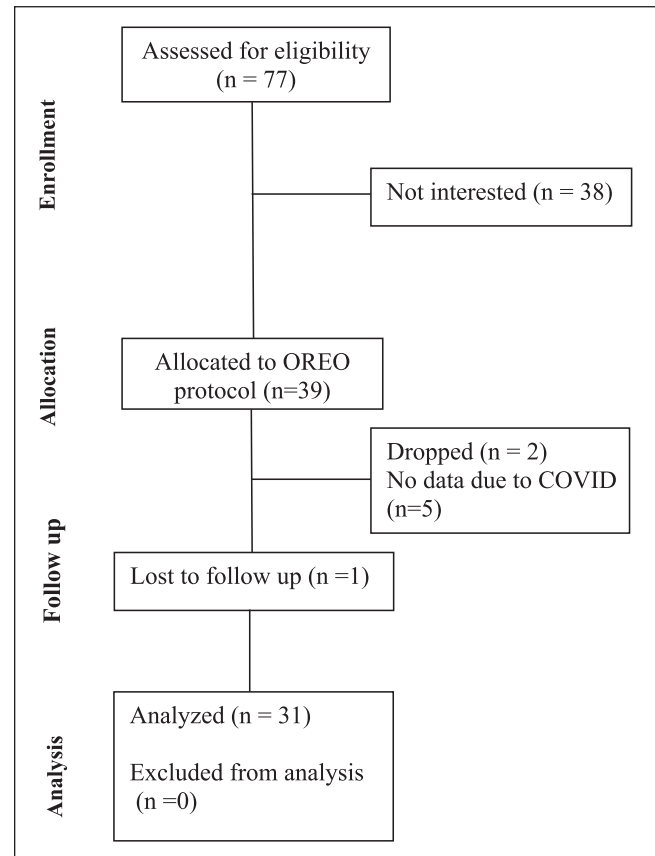 Enrollment
Assessed for eligibility
(n = 77)
Not interested (n = 38)
Allocation
Allocated to OREO
protocol (n=39)
Dropped (n = 2)
No data due to COVID
(n=5)
Follow up
Lost to follow up (n =1)
Analysis
Analyzed (n = 31)
Excluded from analysis
(n =0)